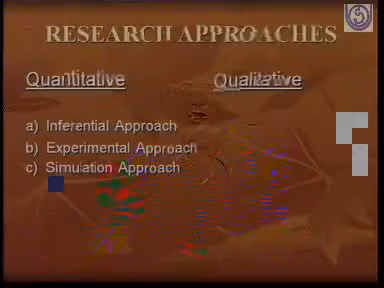 RESEARCH APPROACHES
Quantitative
Qualitative
a) Inferential Approach
b) Experimental Approach
c) Simulation Approach